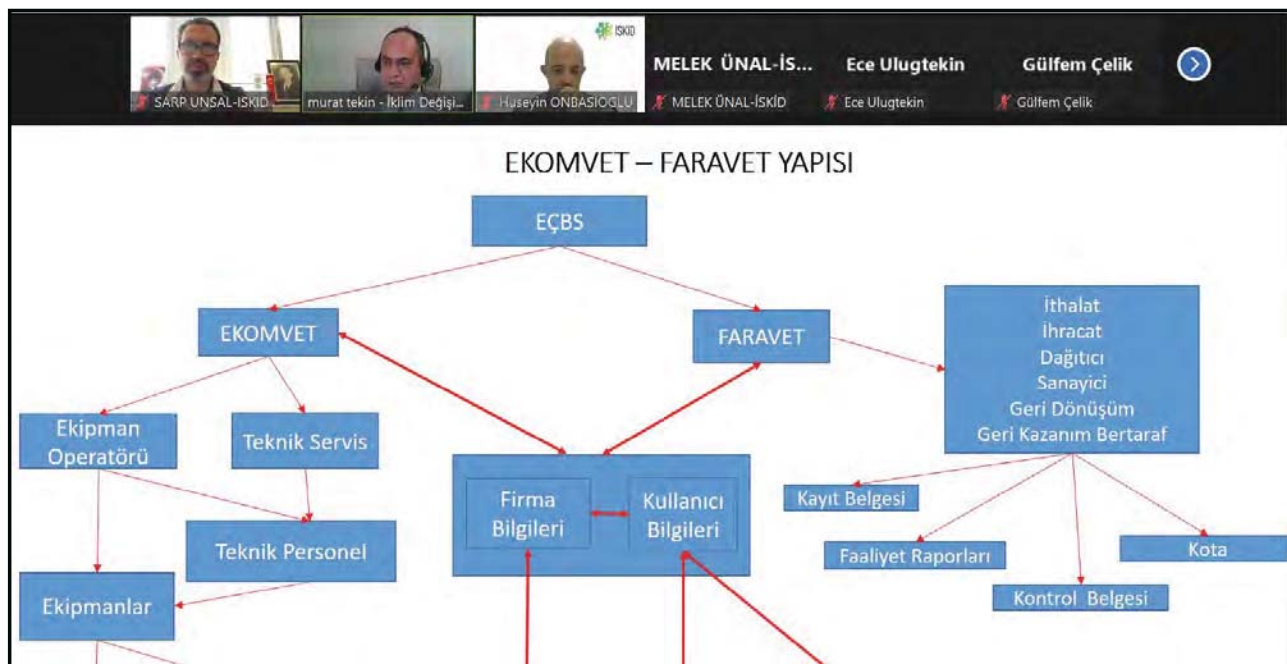 İSKİD
MELEK ÜNAL-İS...
Ece Ulugtekin
Gülfem Çelik
SARP UNSAL-ISKID
murat tekin - İklim Değişi...
Huseyin ONBASIOGLU
MELEK ÜNAL-İSKİD
Ece Ulugtekin
Gülfem Çelik
EKOMVET – FARAVET YAPISI
EÇBS
EKOMVET
FARAVET
İthalat
İhracat
Dağıtıcı
Sanayici
Geri Dönüşüm
Geri Kazanım Bertaraf
Ekipman
Operatörü
Teknik Servis
Firma
Bilgileri
Kullanıcı
Bilgileri
Kayıt Belgesi
Teknik Personel
Faaliyet Raporları
Kota
Ekipmanlar
Kontrol Belgesi